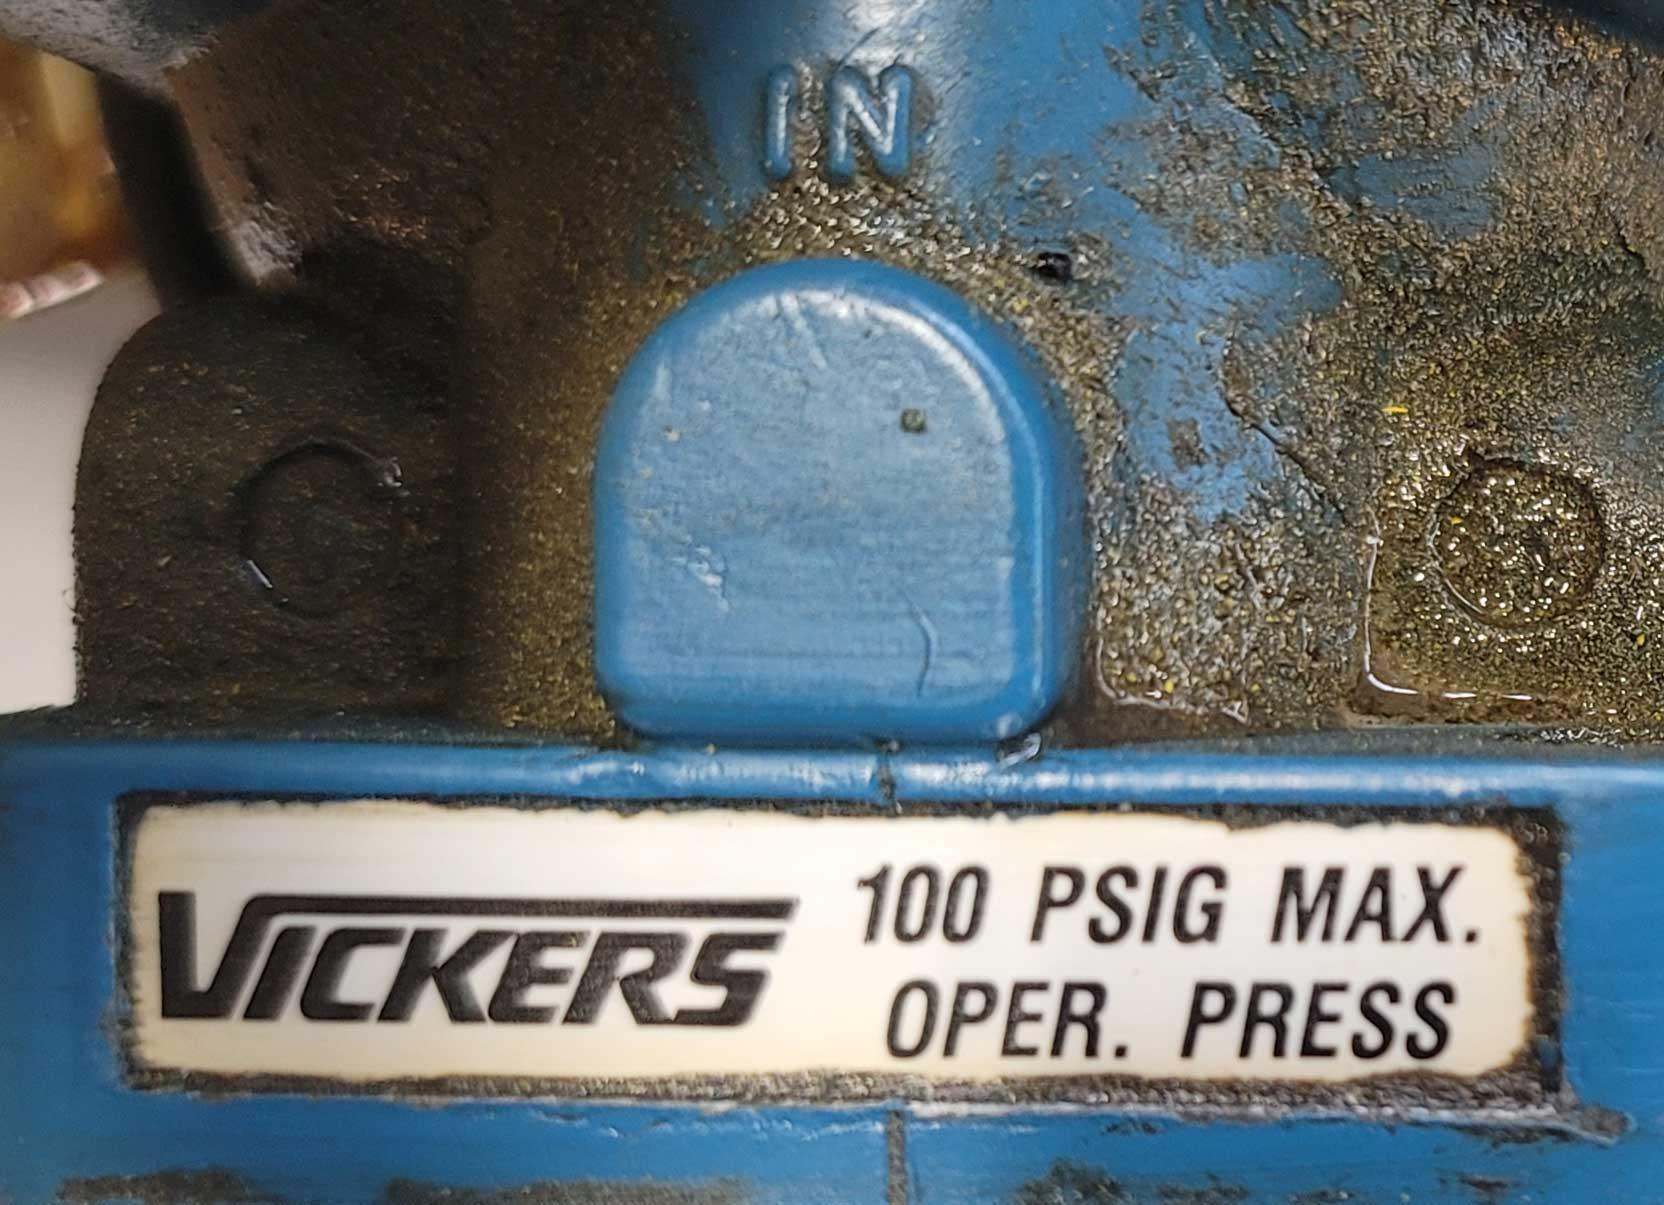 IN
VICKERS
100 PSIG MAX.
OPER. PRESS